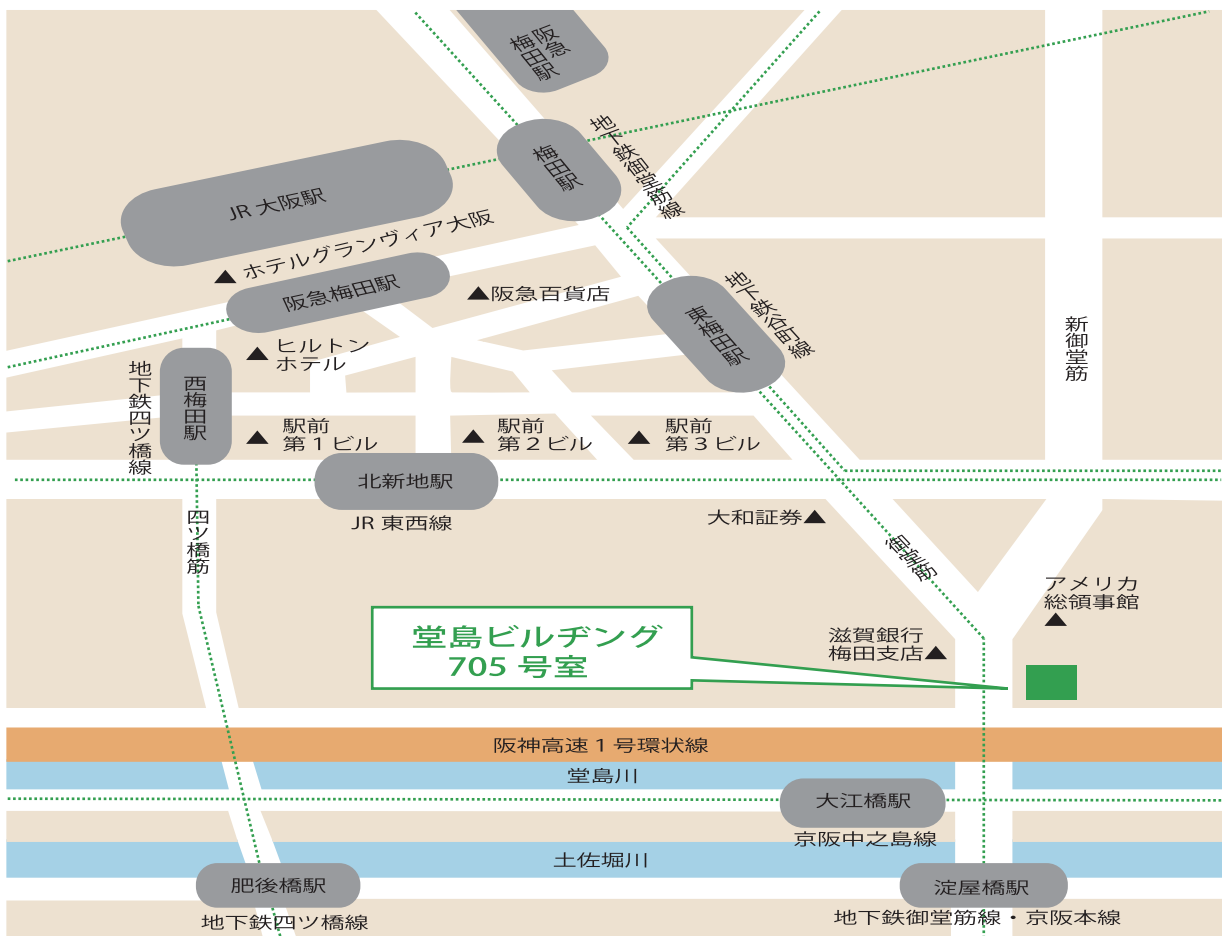 阪急
梅田駅
梅田駅
地下鉄御堂筋線
JR 大阪駅
ホテルグランヴィア大阪
阪急梅田駅
阪急百貨店
東梅田駅
地下鉄谷町線
新御堂筋
ヒルトン
ホテル
地下鉄四ツ橋線
西梅田駅
駅前
第1ビル
駅前
第2ビル
駅前
第3ビル
北新地駅
JR 東西線
大和証券
四ツ橋筋
御堂筋
アメリカ
総領事館
堂島ビルヂング
705 号室
滋賀銀行
梅田支店
阪神高速1号環状線
堂島川
大江橋駅
京阪中之島線
土佐堀川
肥後橋駅
地下鉄四ツ橋線
淀屋橋駅
地下鉄御堂筋線・京阪本線